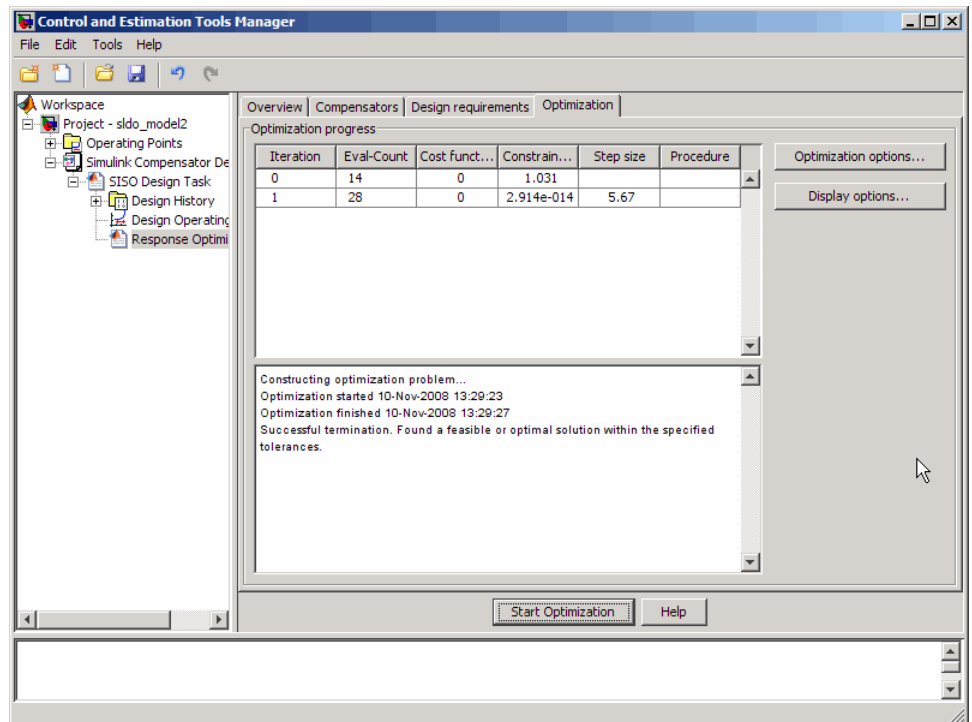 Control and Estimation Tools Manager
File Edit Tools Help
Workspace
Project - sldo_model2
Operating Points
Simulink Compensator De
SISO Design Task
Design History
Design Operating
Response Optimi
Overview Compensators Design requirements Optimization
Optimization progress
Iteration Eval-Count Cost funct... Constrain... Step size Procedure
0 14 0 1.031
1 28 0 2.914e-014 5.67
Optimization options...
Display options...
Constructing optimization problem...
Optimization started 10-Nov-2008 13:29:23
Optimization finished 10-Nov-2008 13:29:27
Successful termination. Found a feasible or optimal solution within the specified
tolerances.
Start Optimization Help